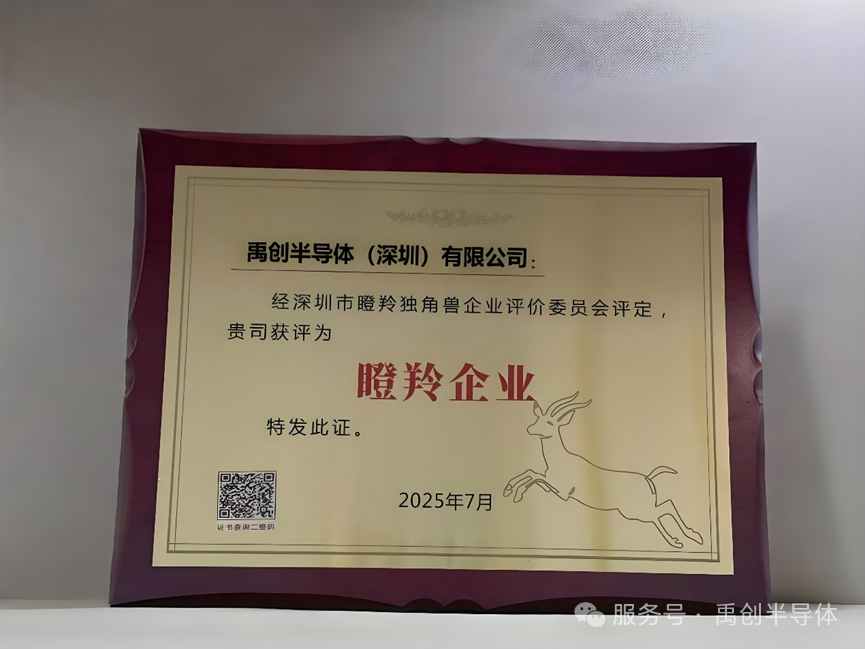 禹创半导体（深圳）有限公司：
经深圳市瞪羚独角兽企业评价委员会评定，
贵司获评为
瞪羚企业
特发此证。
2025年7月
证书查询二维码
服务号·禹创半导体